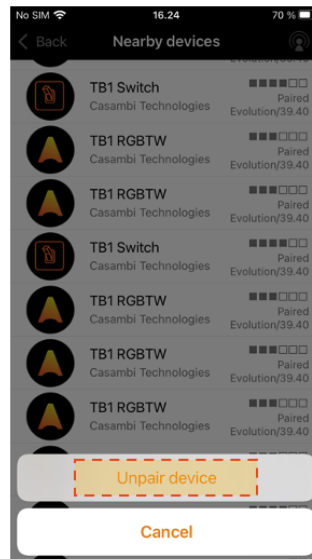 No SIM 16.24 70 %
Back Nearby devices
Evolution/39.40
TB1 Switch
Casambi Technologies
Paired
Evolution/39.40
TB1 RGBTW
Casambi Technologies
Paired
Evolution/39.40
TB1 RGBTW
Casambi Technologies
Paired
Evolution/39.40
TB1 Switch
Casambi Technologies
Paired
Evolution/39.40
TB1 RGBTW
Casambi Technologies
Paired
Evolution/39.40
TB1 RGBTW
Casambi Technologies
Paired
Evolution/39.40
TB1 RGBTW
Casambi Technologies
Paired
Evolution/39.40
Unpair device
Cancel